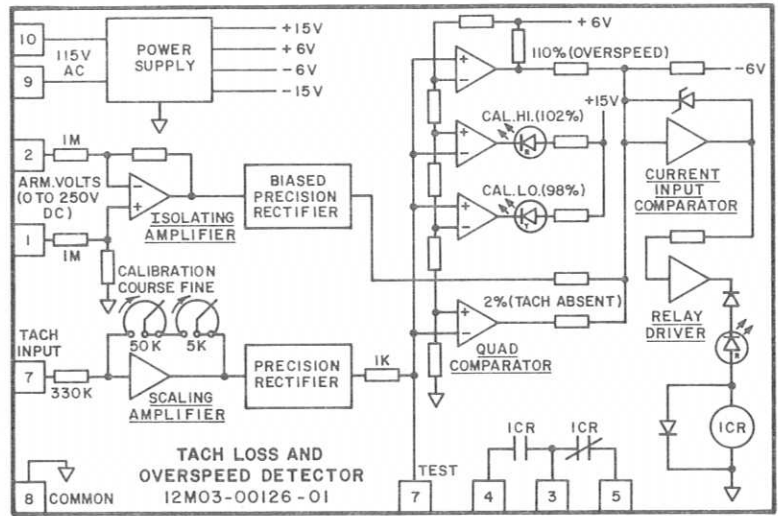 10
9
115V
AC
POWER
SUPPLY
+15V
+6V
-6V
-15V
+6V
110% (OVERSPEED)
-6V
+15V
CAL.HI.(102%)
CAL.LO.(98%)
2
1M
ARM.VOLTS
(0 TO 250V
DC)
1
1M
ISOLATING
AMPLIFIER
BIASED
PRECISION
RECTIFIER
CURRENT
INPUT
COMPARATOR
CALIBRATION
COURSE FINE
50K
5K
TACH
INPUT
7
330K
SCALING
AMPLIFIER
PRECISION
RECTIFIER
1K
2% (TACH ABSENT)
QUAD
COMPARATOR
RELAY
DRIVER
R
Y
R
1CR
1CR
1CR
8
COMMON
TACH LOSS AND
OVERSPEED DETECTOR
12M03-00126-01
TEST
7
4
3
5